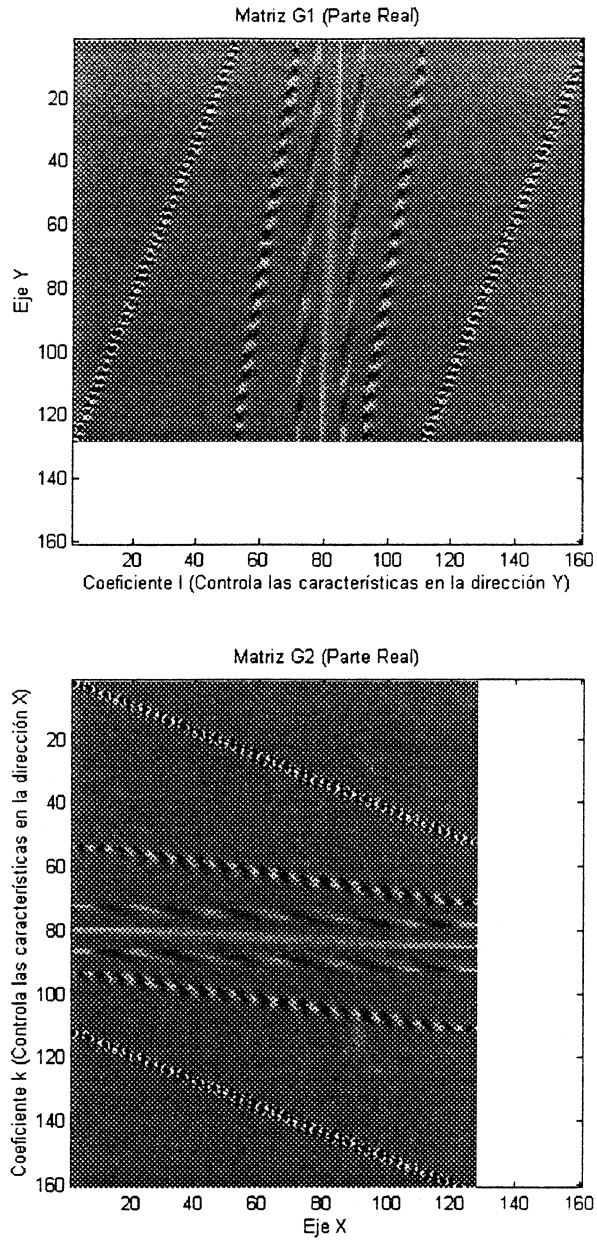 Matriz G1 (Parte Real)
20
40
60
80
100
120
140
160
Eje Y
20 40 60 80 100 120 140 160
Coeficiente l (Controla las características en la dirección Y)
Matriz G2 (Parte Real)
20
40
60
80
100
120
140
160
Coeficiente k (Controla las características en la dirección X)
20 40 60 80 100 120 140 160
Eje X